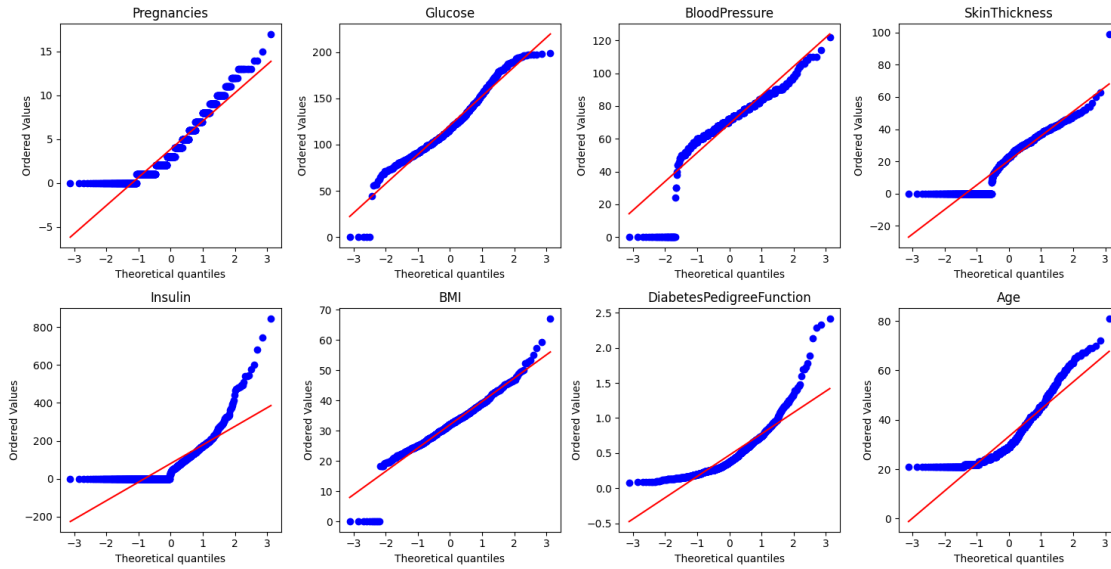 Pregnancies
Ordered Values
15
10
5
0
−5
−3 −2 −1 0 1 2 3
Theoretical quantiles
Glucose
Ordered Values
200
150
100
50
0
−3 −2 −1 0 1 2 3
Theoretical quantiles
BloodPressure
Ordered Values
120
100
80
60
40
20
0
−3 −2 −1 0 1 2 3
Theoretical quantiles
SkinThickness
Ordered Values
100
80
60
40
20
0
−20
−3 −2 −1 0 1 2 3
Theoretical quantiles
Insulin
Ordered Values
800
600
400
200
0
−200
−3 −2 −1 0 1 2 3
Theoretical quantiles
BMI
Ordered Values
70
60
50
40
30
20
10
0
−3 −2 −1 0 1 2 3
Theoretical quantiles
DiabetesPedigreeFunction
Ordered Values
2.5
2.0
1.5
1.0
0.5
0.0
−0.5
−3 −2 −1 0 1 2 3
Theoretical quantiles
Age
Ordered Values
80
60
40
20
0
−3 −2 −1 0 1 2 3
Theoretical quantiles